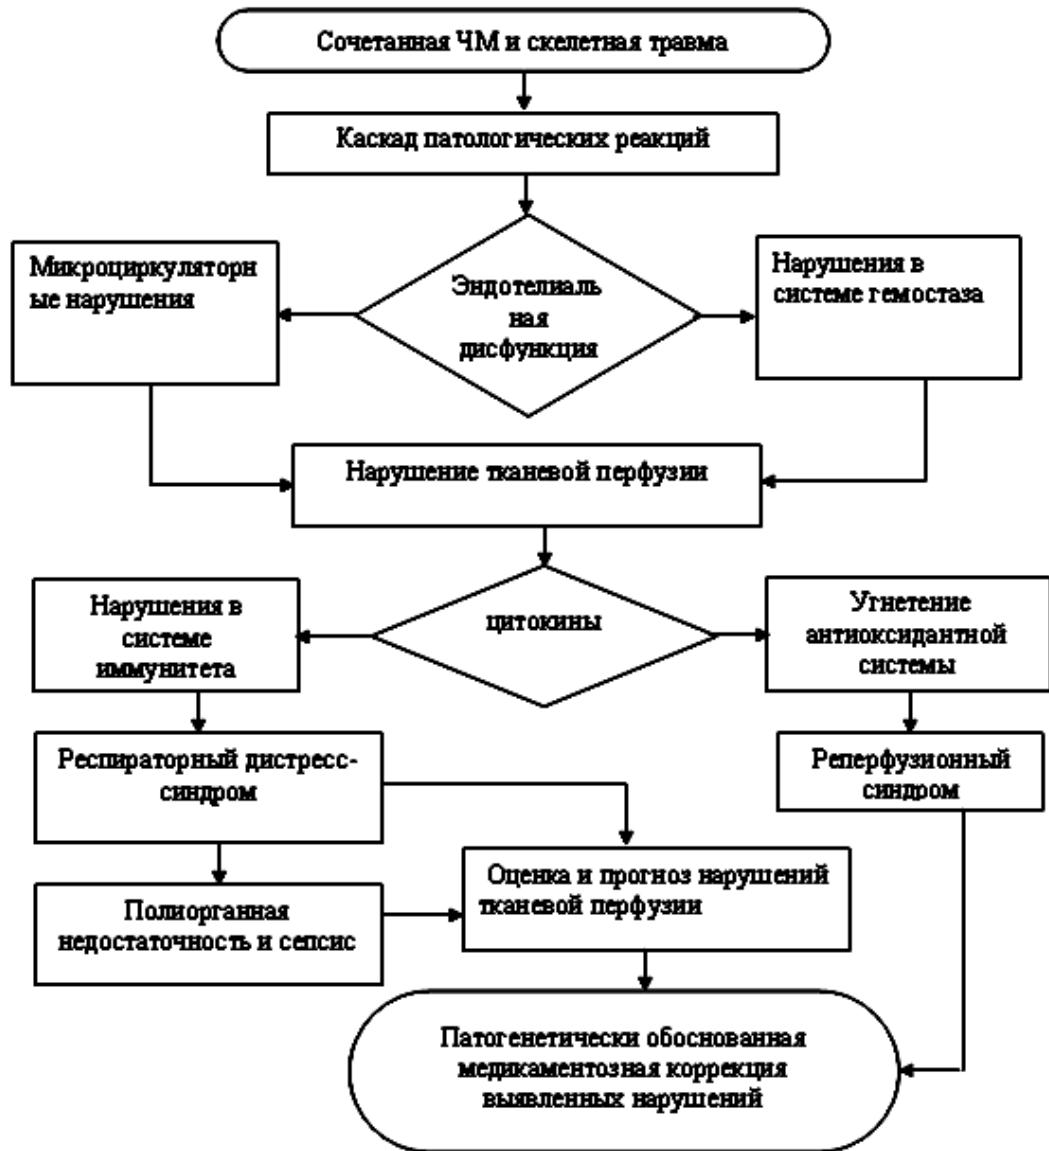 Сочетанная ЧМ и скелетная травма
Каскад патологических реакций
Микроциркуляторн
ые нарушения
Эндотелиаль
ная
дисфункция
Нарушения в
системе гемостаза
Нарушение тканевой перфузии
Нарушения в
системе
иммунитета
цитокины
Угнетение
антиоксидантной
системы
Респираторный дистресс-
синдром
Реперфузионный
синдром
Полиорганная
недостаточность и сепсис
Оценка и прогноз нарушений
тканевой перфузии
Патогенетически обоснованная
медикаментозная коррекция
выявленных нарушений